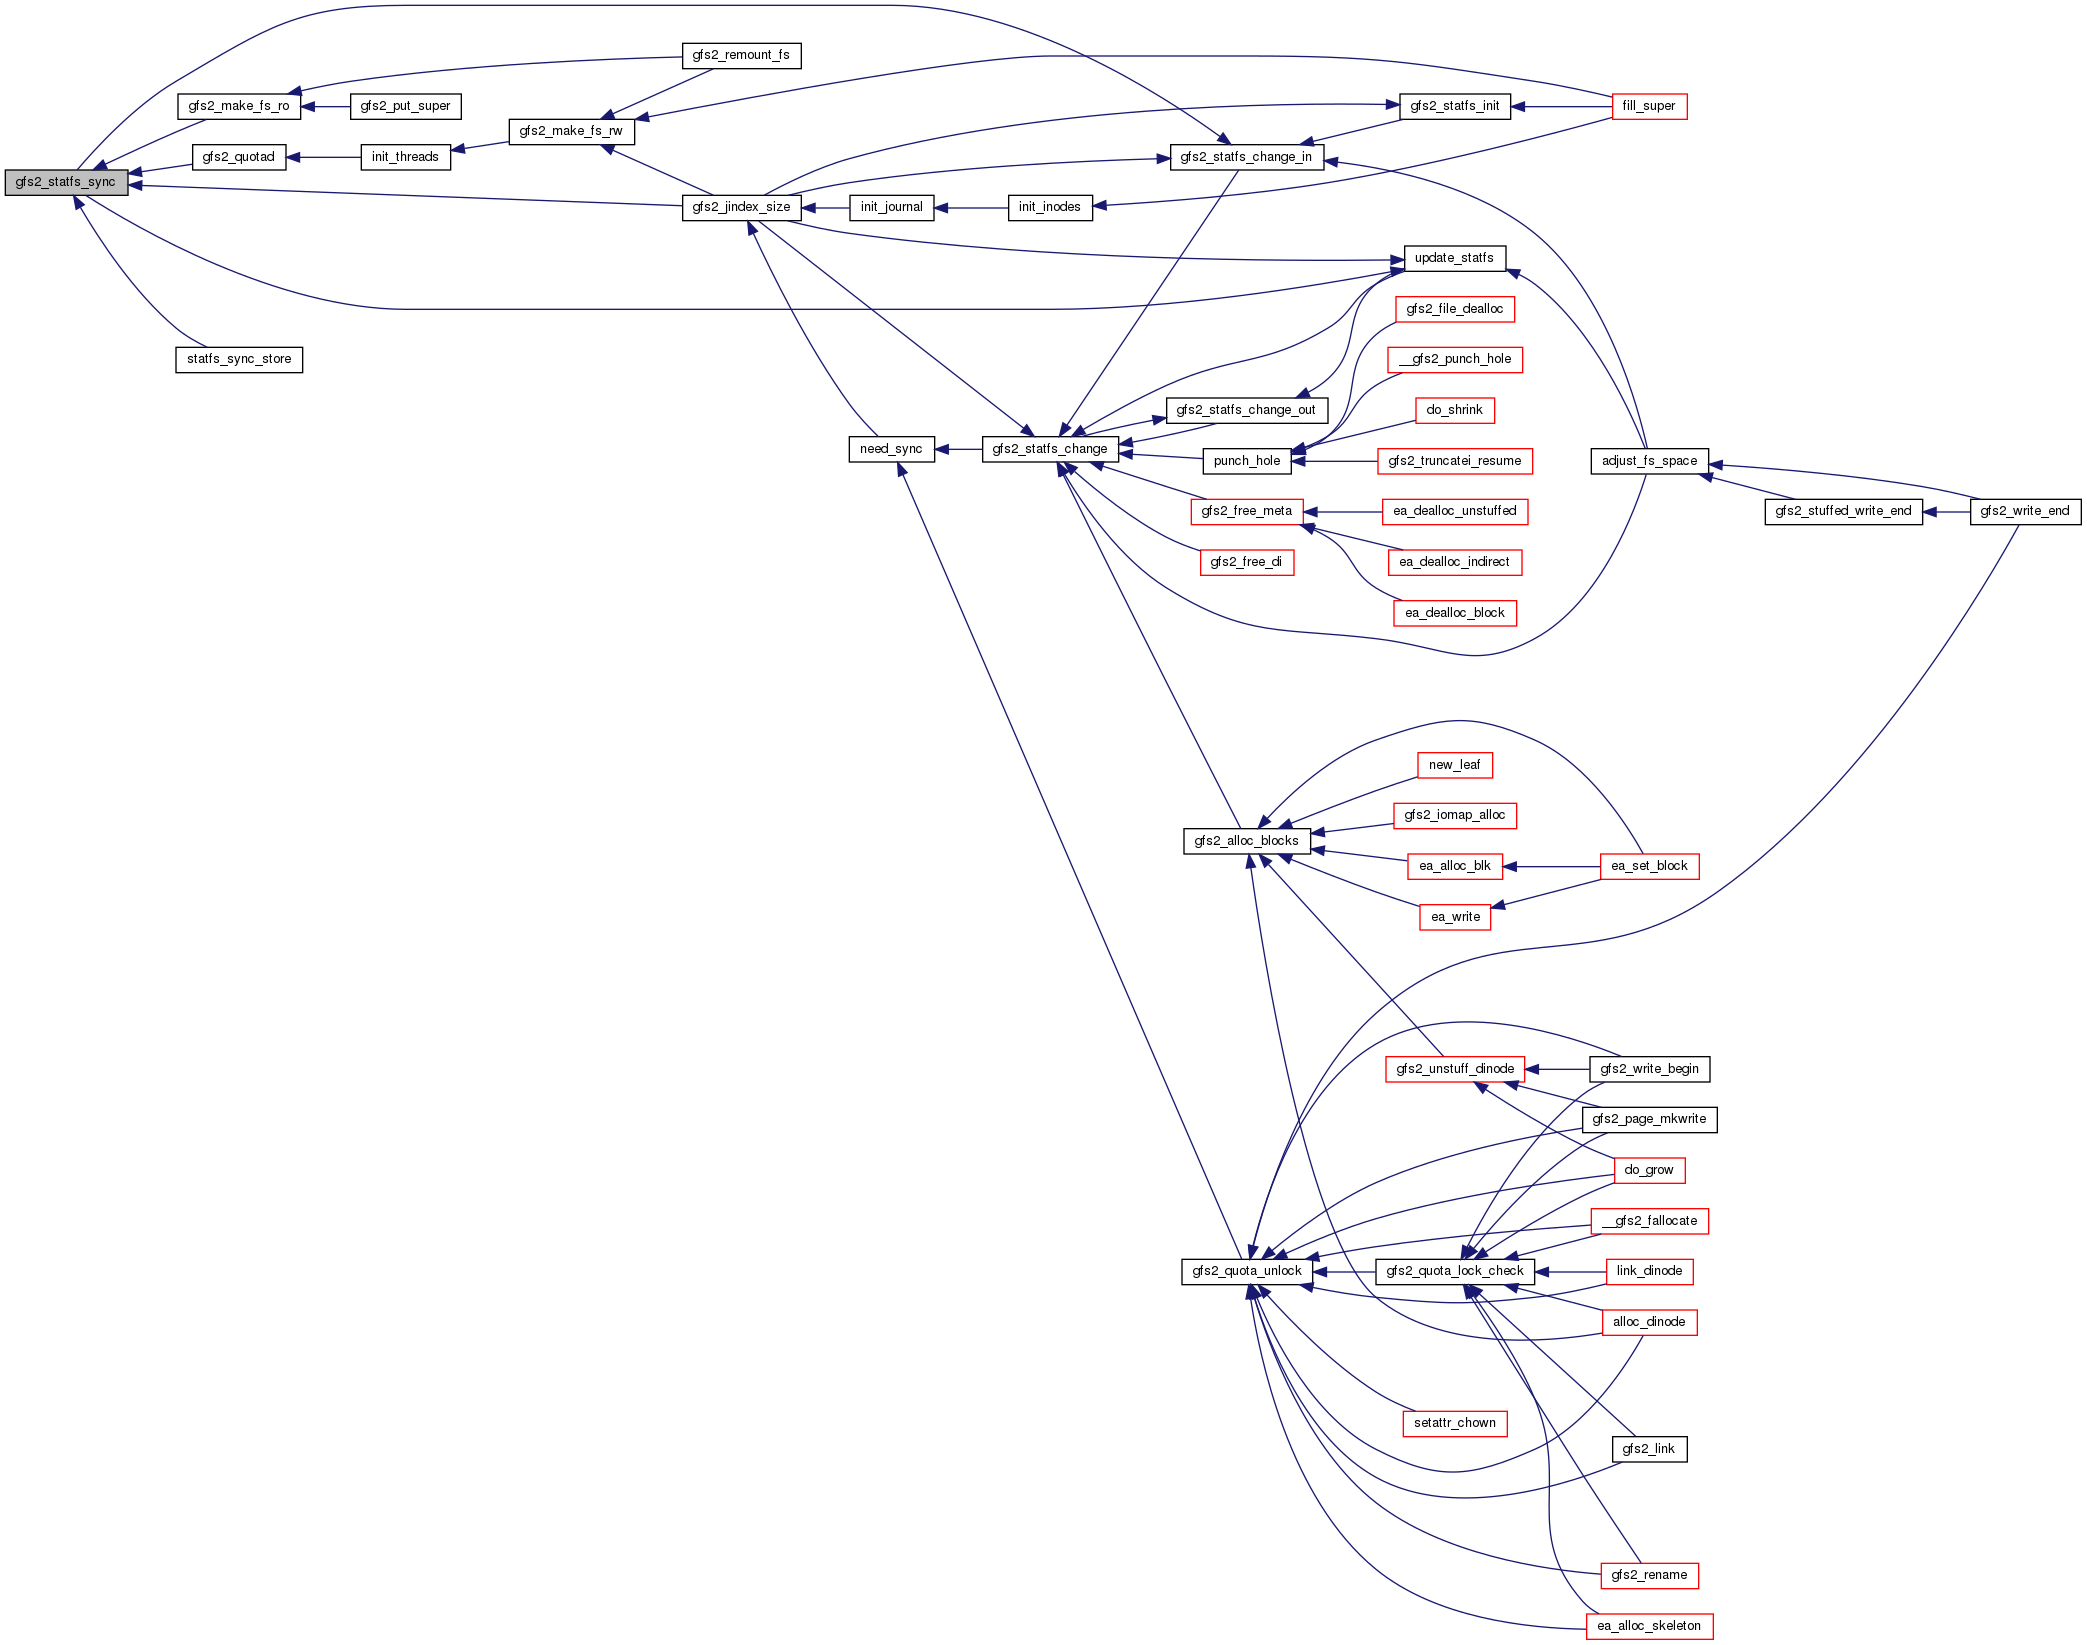 gfs2_remount_fs
gfs2_make_fs_ro
gfs2_put_super
gfs2_statfs_init
fill_super
gfs2_make_fs_rw
gfs2_quotad
init_threads
gfs2_statfs_change_in
gfs2_statfs_sync
gfs2_jindex_size
init_journal
init_inodes
update_statfs
gfs2_file_dealloc
statfs_sync_store
__gfs2_punch_hole
gfs2_statfs_change_out
do_shrink
need_sync
gfs2_statfs_change
punch_hole
gfs2_truncatei_resume
adjust_fs_space
gfs2_free_meta
ea_dealloc_unstuffed
gfs2_stuffed_write_end
gfs2_write_end
gfs2_free_di
ea_dealloc_indirect
ea_dealloc_block
new_leaf
gfs2_iomap_alloc
gfs2_alloc_blocks
ea_alloc_blk
ea_set_block
ea_write
gfs2_unstuff_dinode
gfs2_write_begin
gfs2_page_mkwrite
do_grow
__gfs2_fallocate
gfs2_quota_unlock
gfs2_quota_lock_check
link_dinode
alloc_dinode
setattr_chown
gfs2_link
gfs2_rename
ea_alloc_skeleton